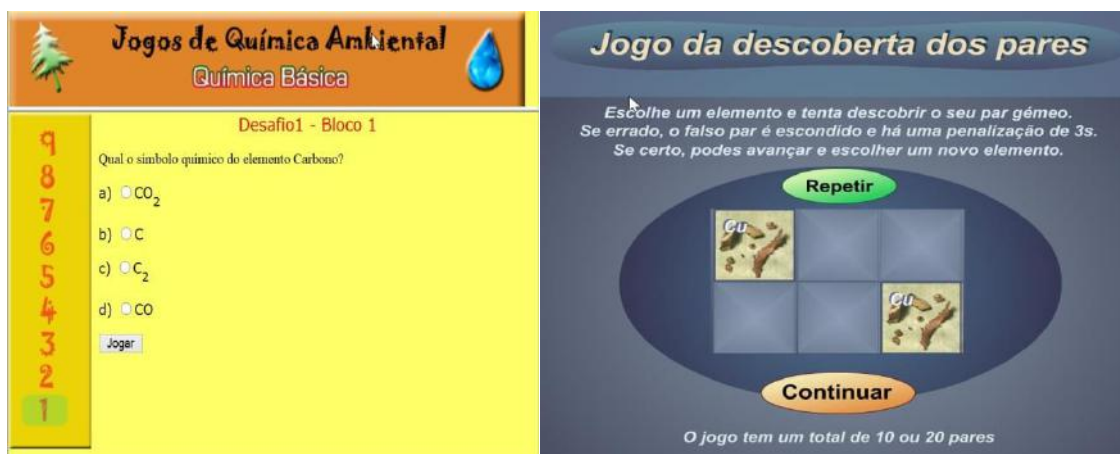 Jogos de Química Ambiental
Química Básica
Desafio1 - Bloco 1
Qual o simbolo quimico do elemento Carbono?
a) CO2
b) C
c) C2
d) CO
Jogar
9
8
7
6
5
4
3
2
1
Jogo da descoberta dos pares
Escolhe um elemento e tenta descobrir o seu par gémeo.
Se errado, o falso par é escondido e há uma penalização de 3s.
Se certo, podes avançar e escolher um novo elemento.
Repetir
Cu
Cu
Continuar
O jogo tem um total de 10 ou 20 pares